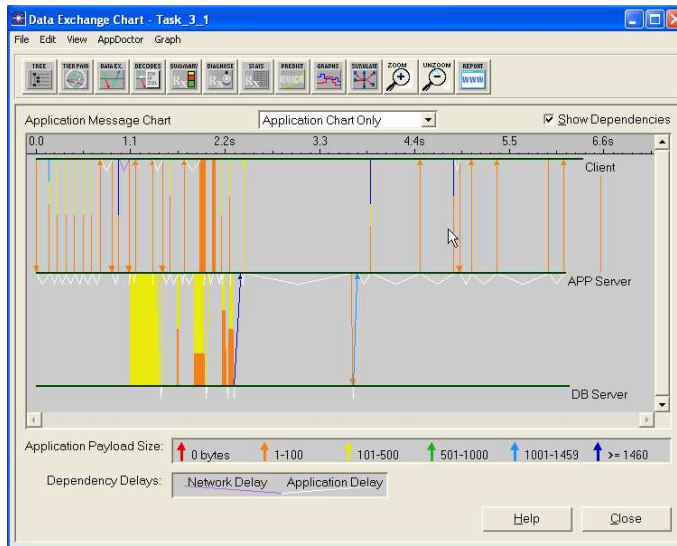 Data Exchange Chart - Task_3_1
File Edit View AppDoctor Graph
TREE TIER PAIR DATA EX. DECODES SUMMARY DIAGNOSE STATS PREDICT GRAPHS SIMULATE ZOOM UNZOOM REPORT
QUICK WWW
Application Message Chart Application Chart Only Show Dependencies
0.0 1.1 2.2s 3.3 4.4s 5.5 6.6s
Client
APP Server
DB Server
Application Payload Size: 0 bytes 1-100 101-500 501-1000 1001-1459 >= 1460
Dependency Delays: Network Delay Application Delay
Help Close